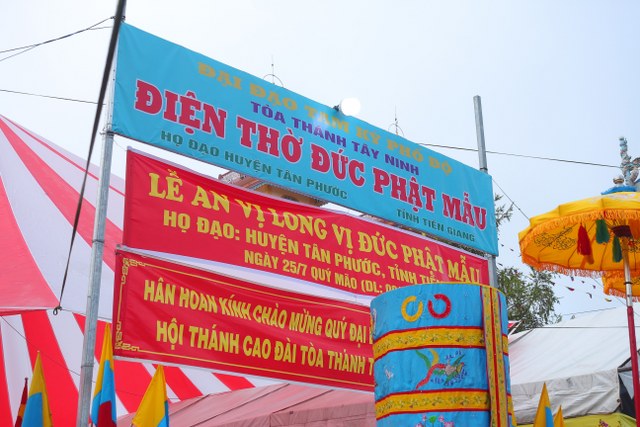 ĐẠI ĐẠO TAM KỲ PHỔ ĐỘ
TÒA THÁNH TÂY NINH
ĐIỆN THỜ ĐỨC PHẬT MẪU
HỌ ĐẠO HUYỆN TÂN PHƯỚC
TỈNH TIỀN GIANG
LỄ AN VỊ LONG VỊ ĐỨC PHẬT MẪU
HỌ ĐẠO: HUYỆN TÂN PHƯỚC, TỈNH
NGÀY 25/7 QUÝ MÃO (DL:
HÂN HOAN KÍNH CHÀO MỪNG QUÝ ĐẠI
HỘI THÁNH CAO ĐÀI TÒA THÁNH